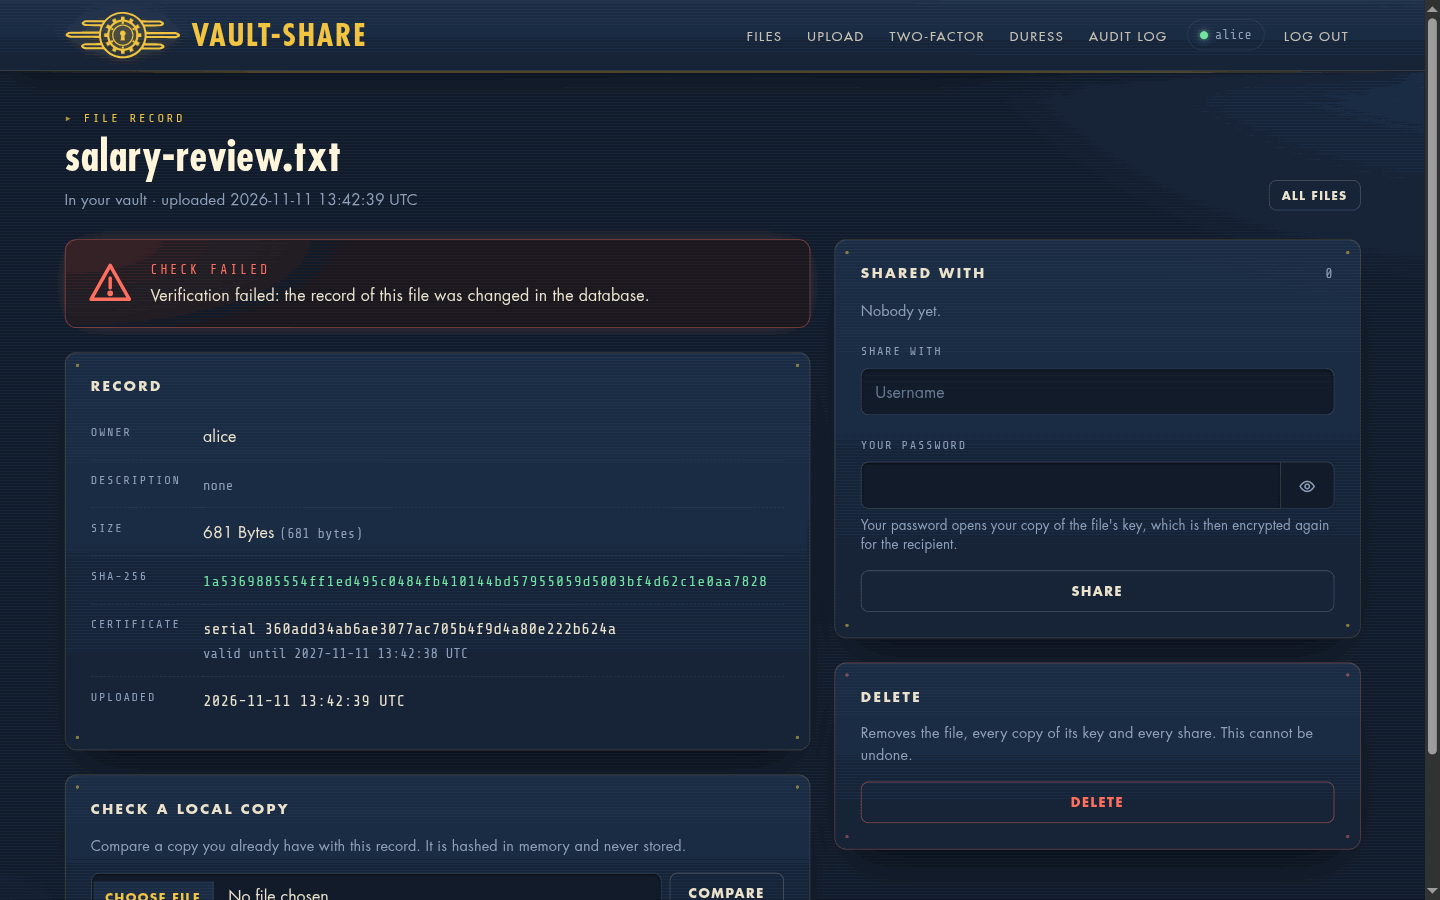 VAULT-SHARE
FILES UPLOAD TWO-FACTOR DURESS AUDIT LOG alice LOG OUT
▸ FILE RECORD
salary-review.txt
In your vault · uploaded 2026-11-11 13:42:39 UTC
ALL FILES
CHECK FAILED
Verification failed: the record of this file was changed in the database.
RECORD
OWNER alice
DESCRIPTION none
SIZE 681 Bytes (681 bytes)
SHA-256 1a5369885554ff1ed495c0484fb410144bd57955059d5003bf4d62c1e0aa7828
CERTIFICATE serial 360add34ab6ae3077ac705b4f9d4a80e222b624a
valid until 2027-11-11 13:42:38 UTC
UPLOADED 2026-11-11 13:42:39 UTC
CHECK A LOCAL COPY
Compare a copy you already have with this record. It is hashed in memory and never stored.
CHOOSE FILE No file chosen COMPARE
SHARED WITH 0
Nobody yet.
SHARE WITH
Username
YOUR PASSWORD
Your password opens your copy of the file's key, which is then encrypted again
for the recipient.
SHARE
DELETE
Removes the file, every copy of its key and every share. This cannot be
undone.
DELETE